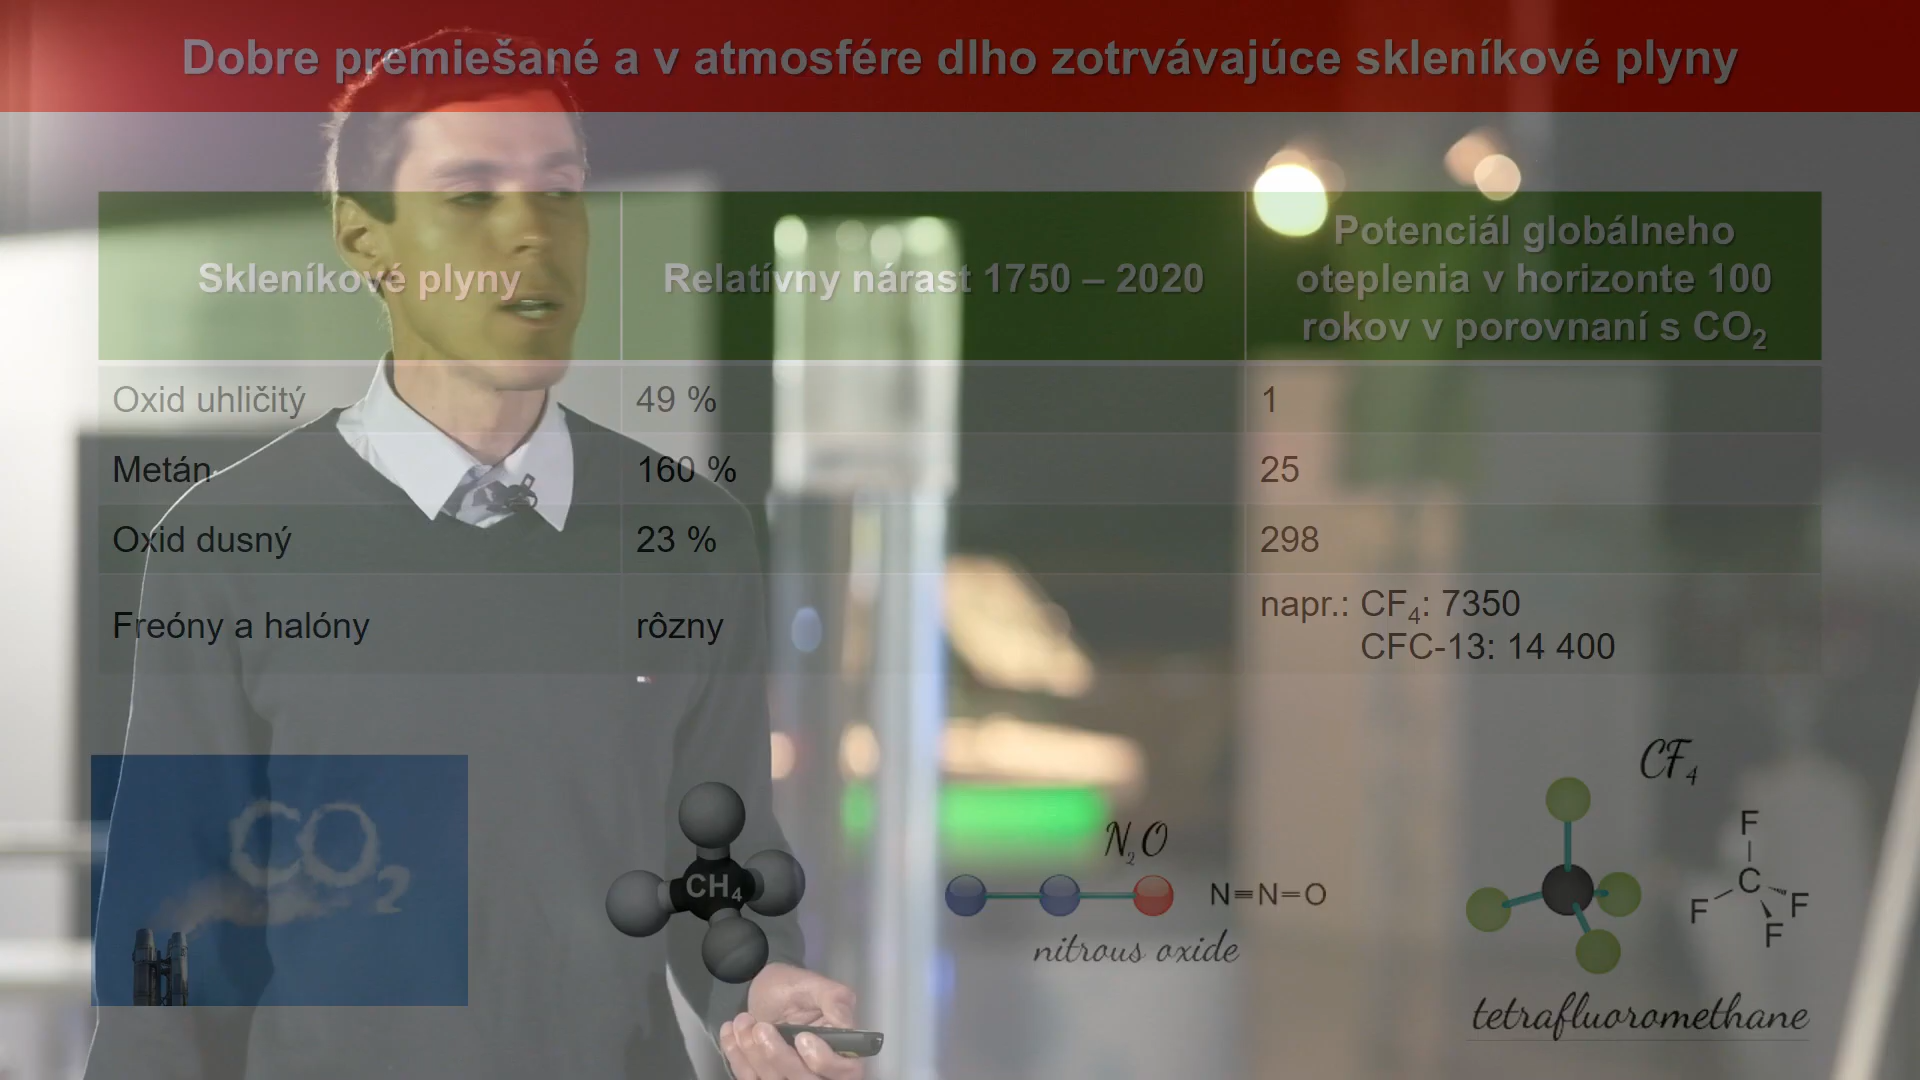 Dobre premiešané a v atmosfére dlho zotrvávajúce skleníkové plyny
Skleníkové plyny
Relatívny nárast 1750 – 2020
Potenciál globálneho
oteplenia v horizonte 100
rokov v porovnaní s CO₂
Oxid uhličitý
49 %
1
Metán
160 %
25
Oxid dusný
23 %
298
Freóny a halóny
rôzny
napr.: CF₄: 7350
CFC-13: 14 400
CO₂
CH₄
N₂O
N≡N=O
nitrous oxide
CF₄
F
C
F
F
F
tetrafluoromethane